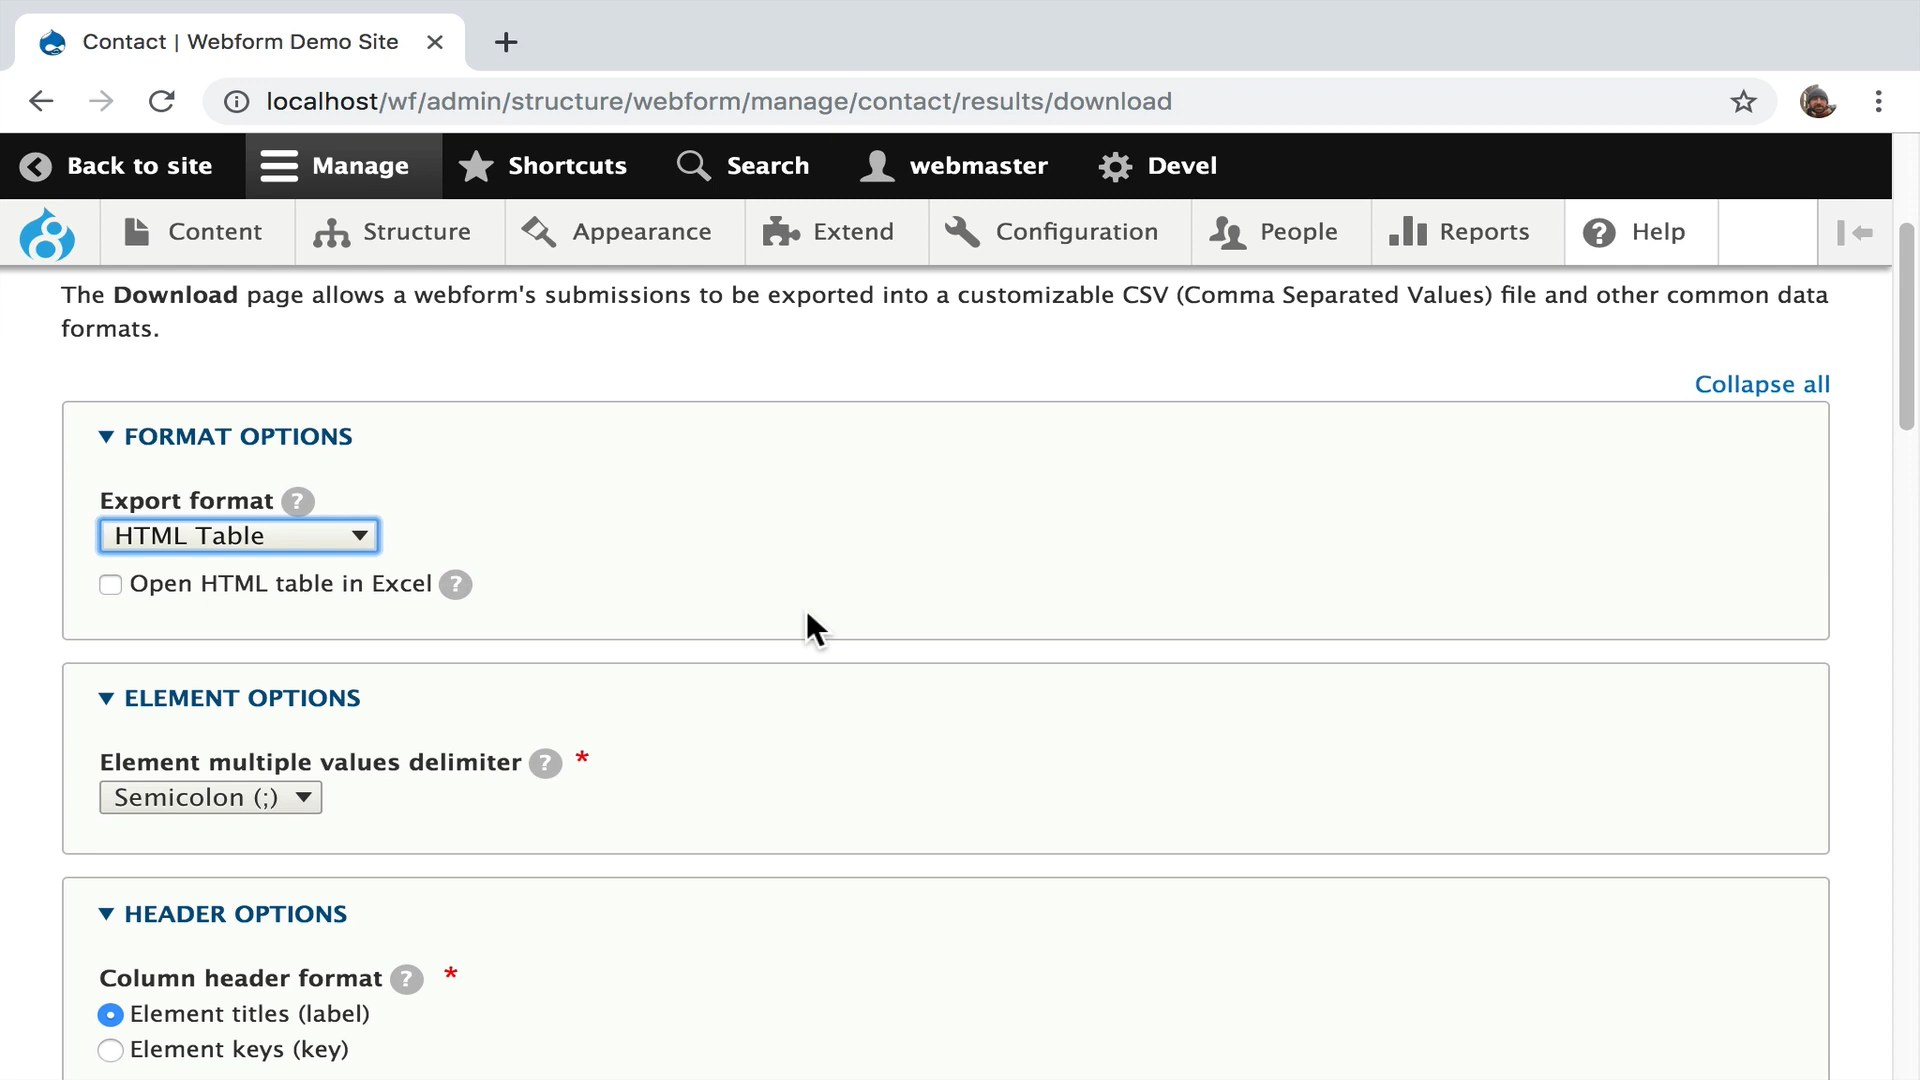 Contact | Webform Demo Site
localhost/wf/admin/structure/webform/manage/contact/results/download
Back to site Manage Shortcuts Search webmaster Devel
Content Structure Appearance Extend Configuration People Reports Help
The Download page allows a webform's submissions to be exported into a customizable CSV (Comma Separated Values) file and other common data
formats.
Collapse all
FORMAT OPTIONS
Export format ?
HTML Table
Open HTML table in Excel ?
ELEMENT OPTIONS
Element multiple values delimiter ? *
Semicolon (;)
HEADER OPTIONS
Column header format ? *
Element titles (label)
Element keys (key)